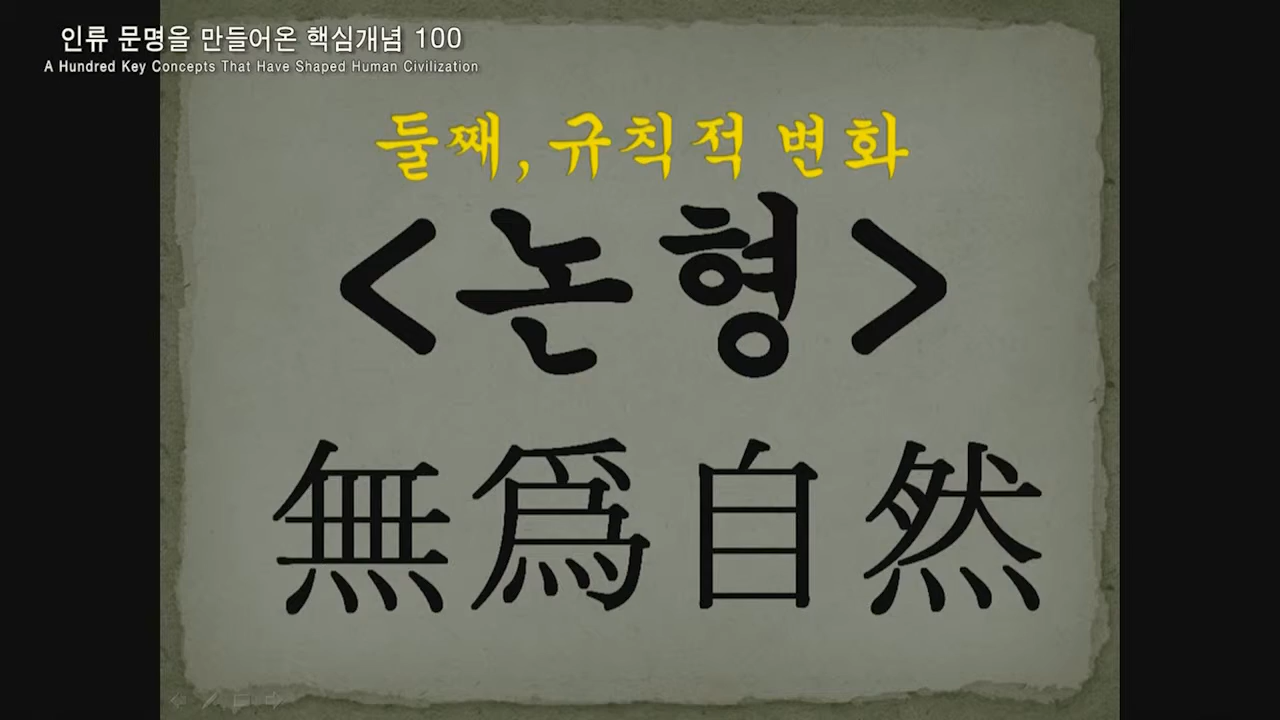 인류 문명을 만들어온 핵심개념 100
A Hundred Key Concepts That Have Shaped Human Civilization
둘째, 규칙적 변화
<논형>
無爲自然